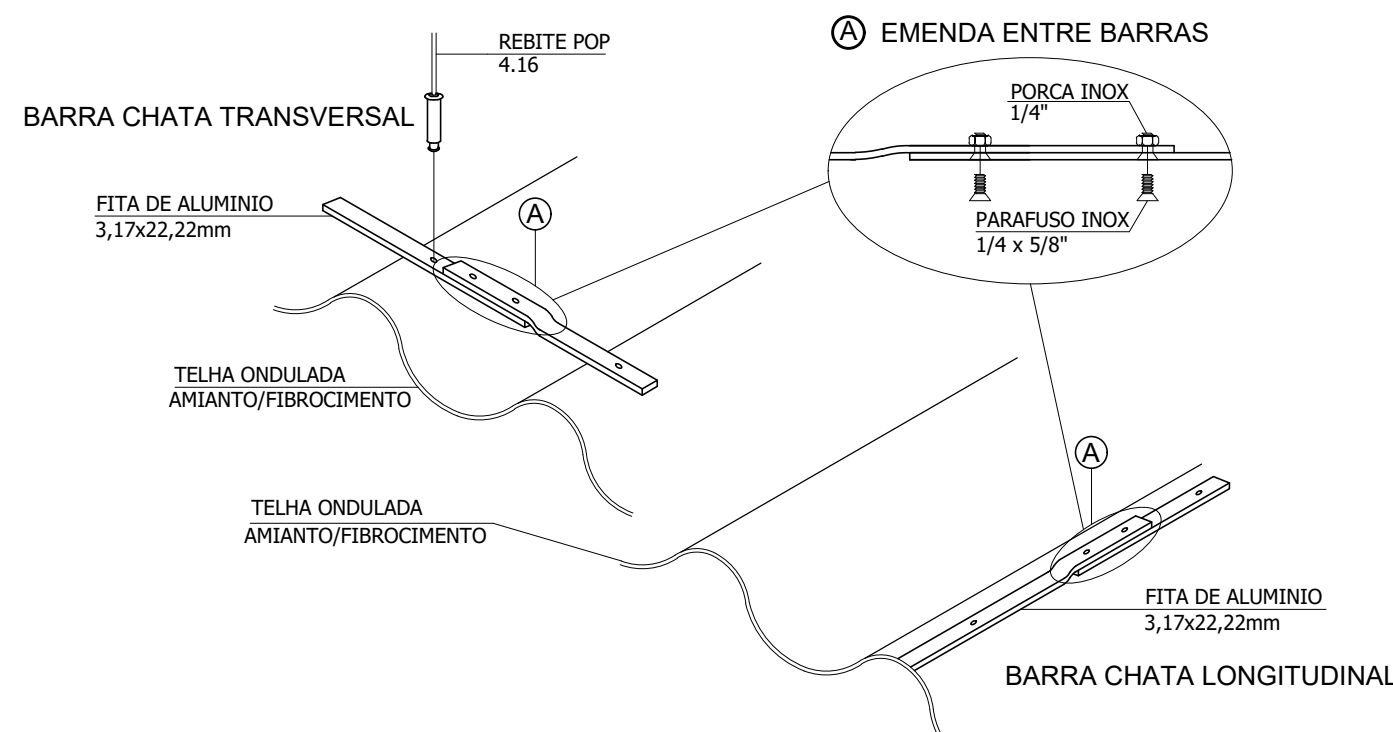 A EMENDA ENTRE BARRAS
REBITE POP
4.16
PORCA INOX
1/4"
BARRA CHATA TRANSVERSAL
FITA DE ALUMINIO
3,17x22,22mm
A
PARAFUSO INOX
1/4 x 5/8"
TELHA ONDULADA
AMIANTO/FIBROCIMENTO
A
TELHA ONDULADA
AMIANTO/FIBROCIMENTO
FITA DE ALUMINIO
3,17x22,22mm
BARRA CHATA LONGITUDINAL